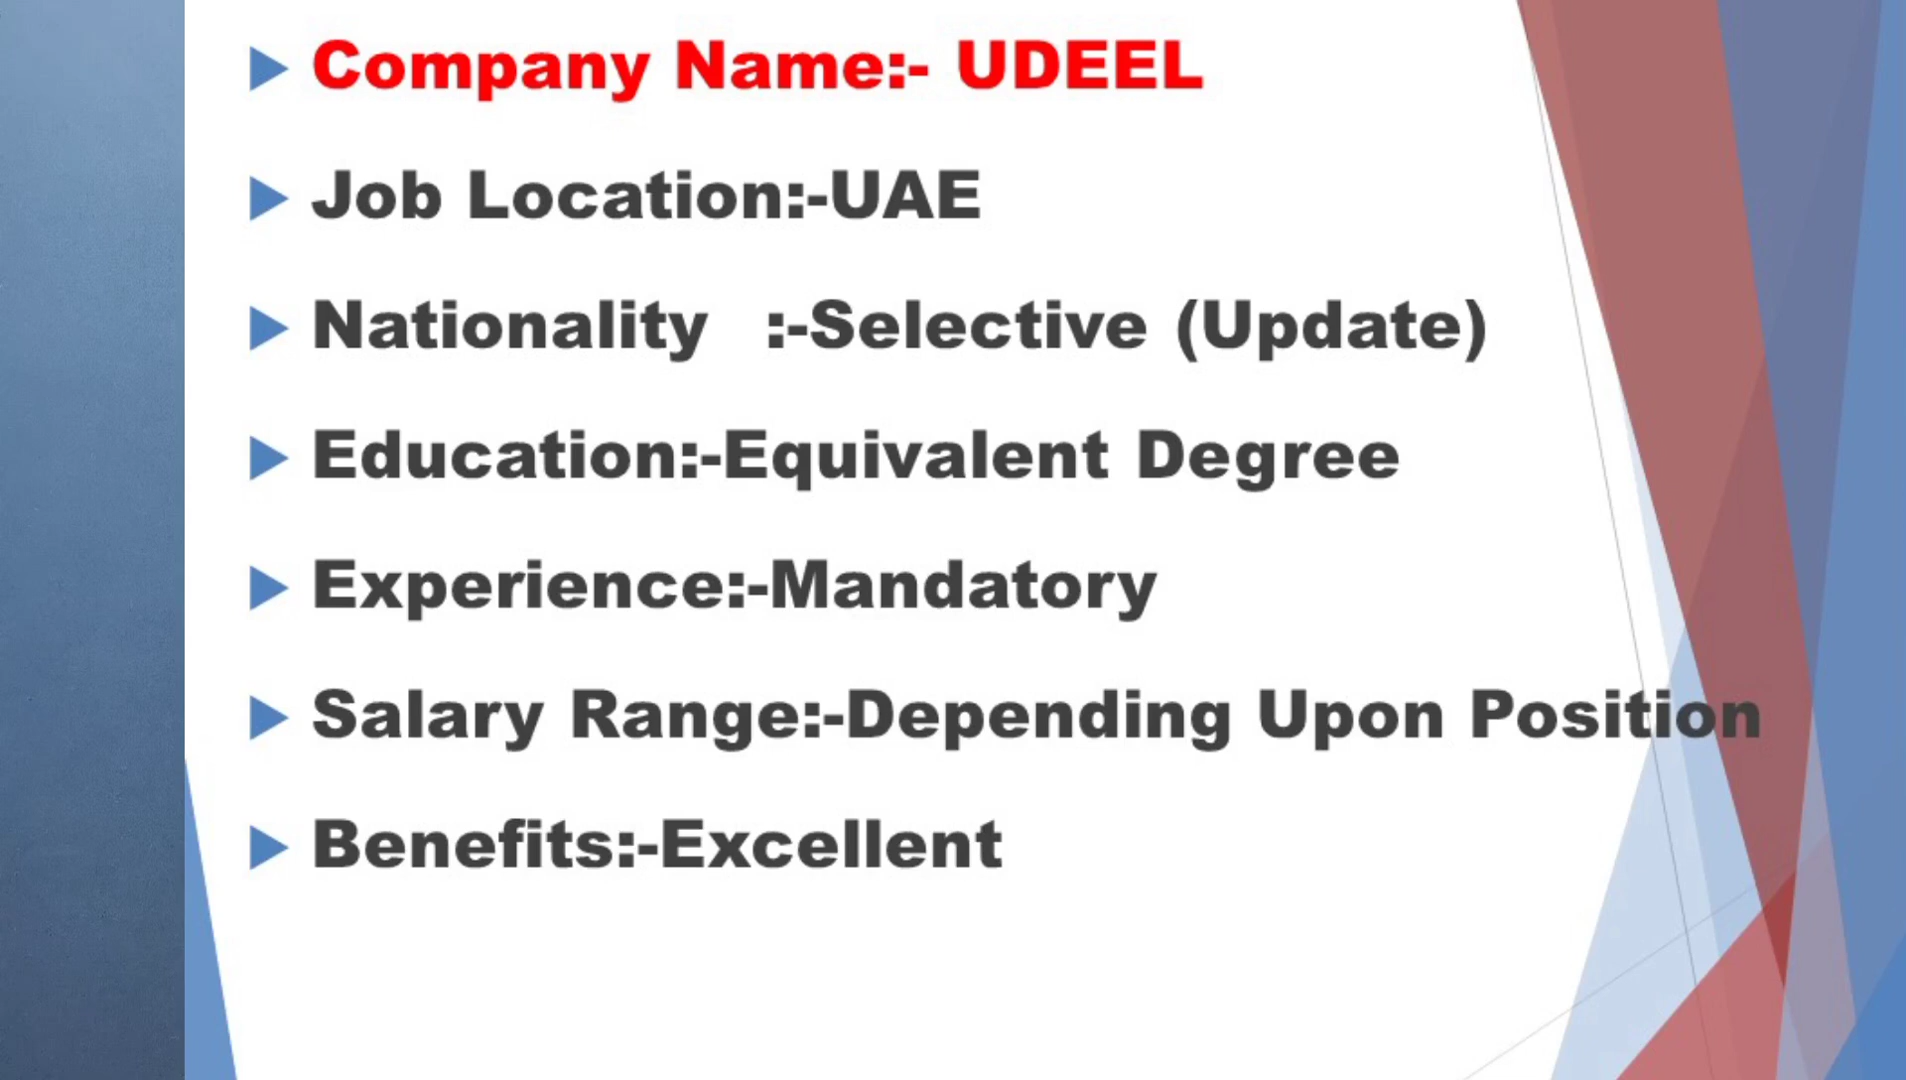 Company Name:- UDEEL
Job Location:-UAE
Nationality :-Selective (Update)
Education:-Equivalent Degree
Experience:-Mandatory
Salary Range:-Depending Upon Position
Benefits:-Excellent